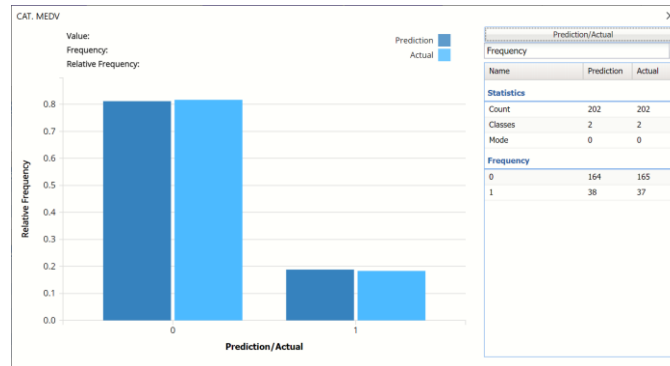 CAT. MEDV
Value:
Frequency:
Relative Frequency:
Prediction
Actual
0.8
0.7
0.6
0.5
0.4
0.3
0.2
0.1
0.0
Relative Frequency
0 1
Prediction/Actual
Prediction/Actual
Frequency
Name Prediction Actual
Statistics
Count 202 202
Classes 2 2
Mode 0 0
Frequency
0 164 165
1 38 37